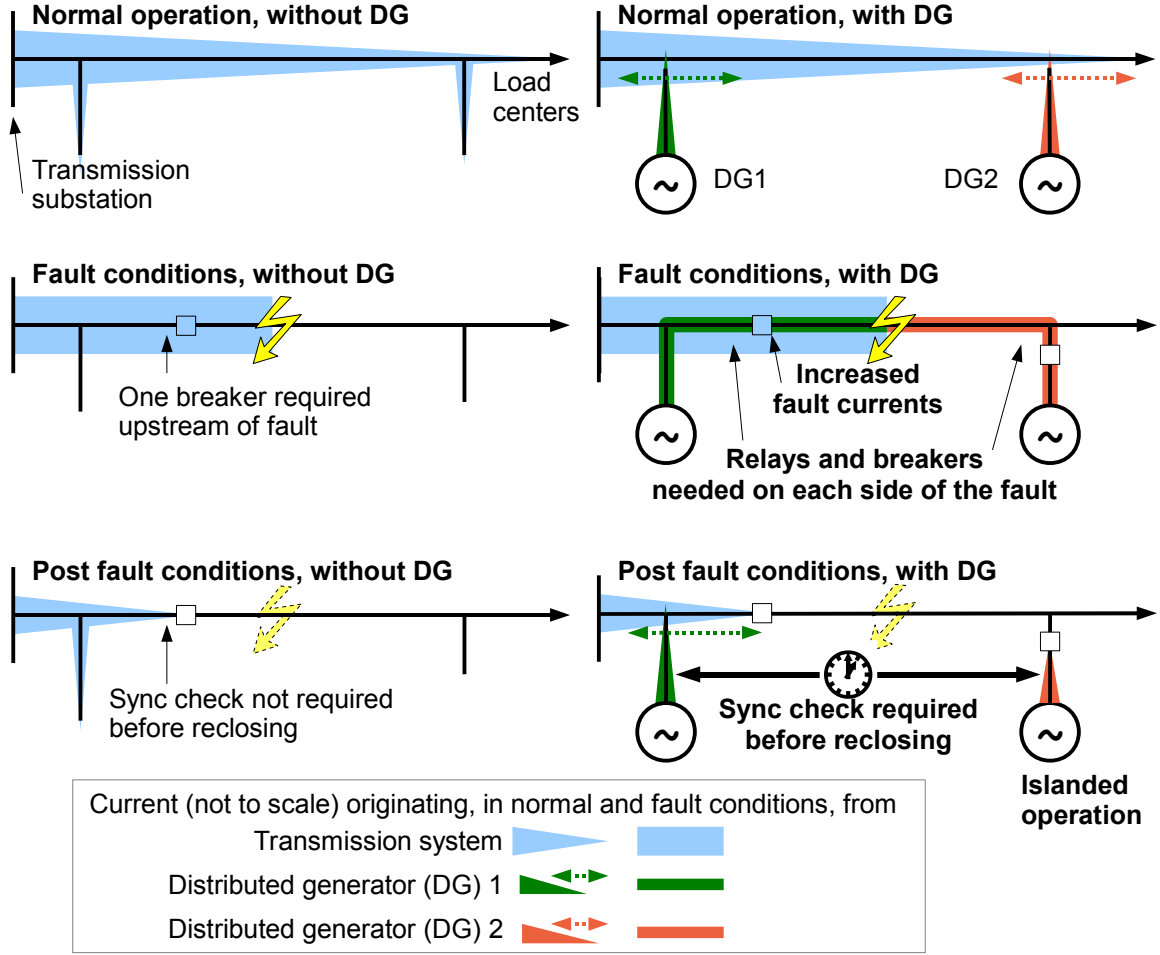 Normal operation, without DG
Load
centers
Transmission
substation
Normal operation, with DG
DG1
DG2
Fault conditions, without DG
One breaker required
upstream of fault
Fault conditions, with DG
Increased
fault currents
Relays and breakers
needed on each side of the fault
Post fault conditions, without DG
Sync check not required
before reclosing
Post fault conditions, with DG
Sync check required
before reclosing
Islanded
operation
Current (not to scale) originating, in normal and fault conditions, from
Transmission system
Distributed generator (DG) 1
Distributed generator (DG) 2